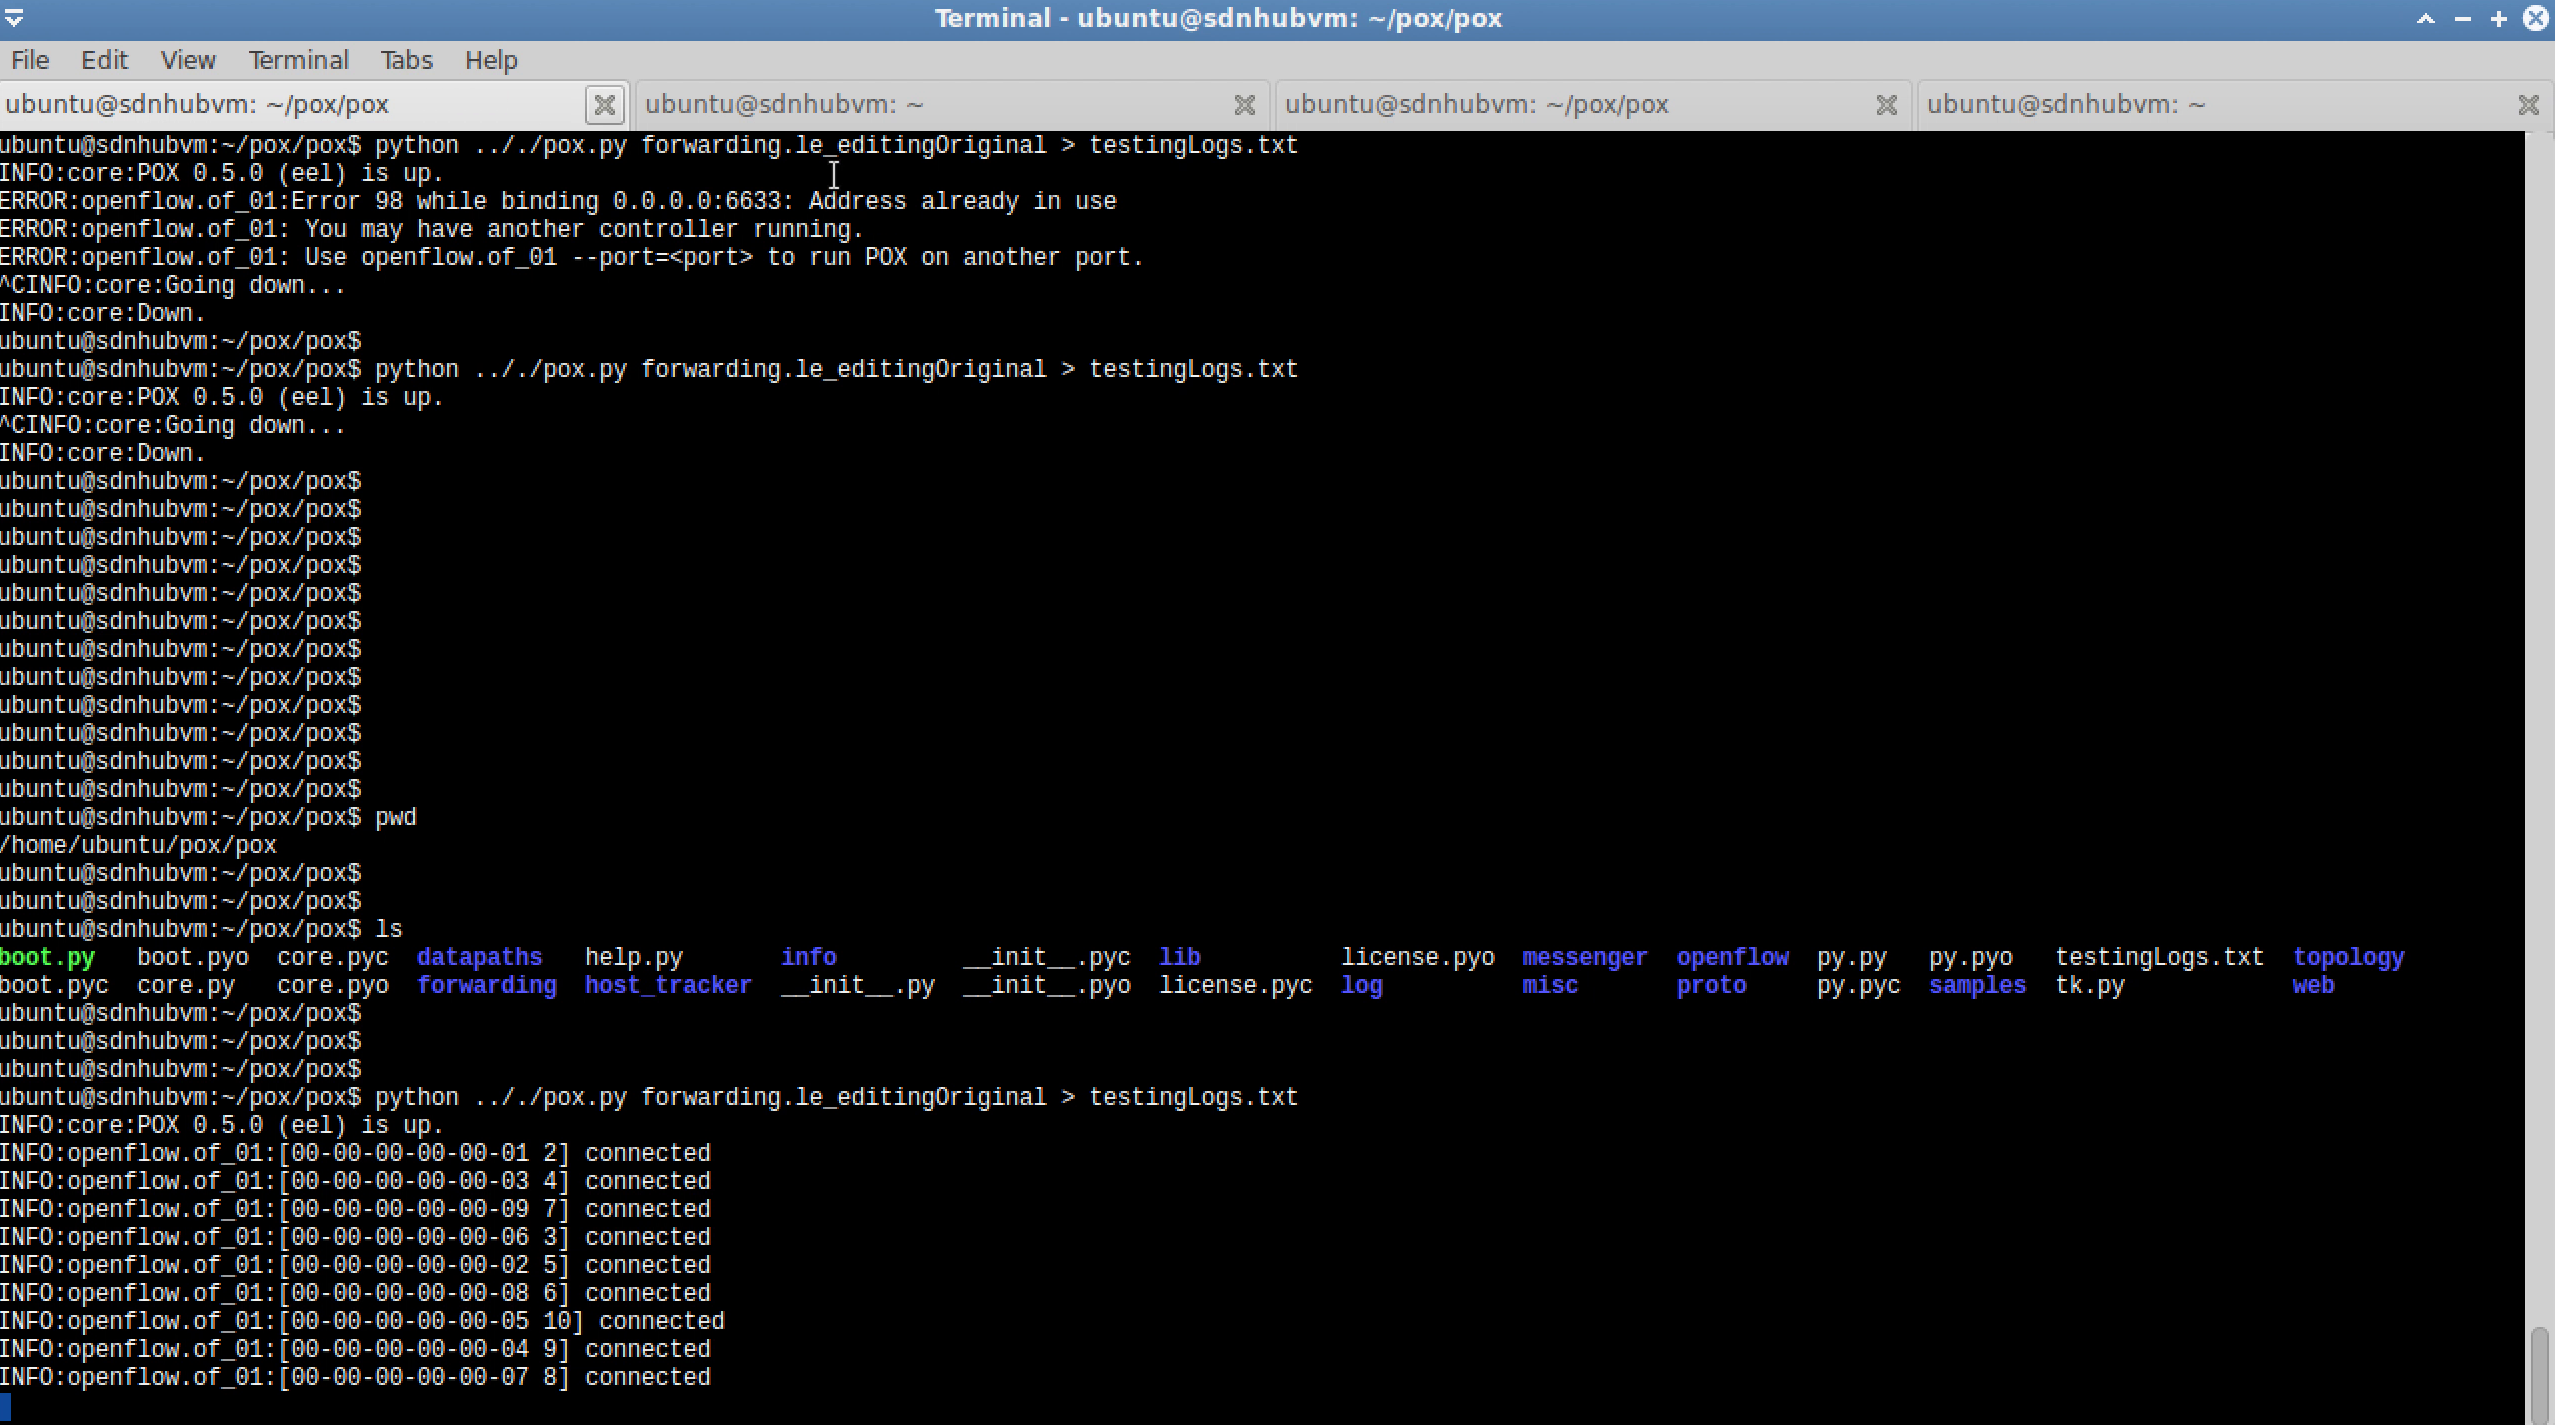 Terminal - ubuntu@sdnhubvm: ~/pox/pox
File Edit View Terminal Tabs Help
ubuntu@sdnhubvm: ~/pox/pox ubuntu@sdnhubvm: ~ ubuntu@sdnhubvm: ~/pox/pox ubuntu@sdnhubvm: ~
ubuntu@sdnhubvm:~/pox/pox$ python .././pox.py forwarding.le_editingOriginal > testingLogs.txt
INFO:core:POX 0.5.0 (eel) is up.
ERROR:openflow.of_01:Error 98 while binding 0.0.0.0:6633: Address already in use
ERROR:openflow.of_01: You may have another controller running.
ERROR:openflow.of_01: Use openflow.of_01 --port=<port> to run POX on another port.
^CINFO:core:Going down...
INFO:core:Down.
ubuntu@sdnhubvm:~/pox/pox$
ubuntu@sdnhubvm:~/pox/pox$ python .././pox.py forwarding.le_editingOriginal > testingLogs.txt
INFO:core:POX 0.5.0 (eel) is up.
^CINFO:core:Going down...
INFO:core:Down.
ubuntu@sdnhubvm:~/pox/pox$
ubuntu@sdnhubvm:~/pox/pox$
ubuntu@sdnhubvm:~/pox/pox$
ubuntu@sdnhubvm:~/pox/pox$
ubuntu@sdnhubvm:~/pox/pox$
ubuntu@sdnhubvm:~/pox/pox$
ubuntu@sdnhubvm:~/pox/pox$
ubuntu@sdnhubvm:~/pox/pox$
ubuntu@sdnhubvm:~/pox/pox$
ubuntu@sdnhubvm:~/pox/pox$
ubuntu@sdnhubvm:~/pox/pox$
ubuntu@sdnhubvm:~/pox/pox$
ubuntu@sdnhubvm:~/pox/pox$ pwd
/home/ubuntu/pox/pox
ubuntu@sdnhubvm:~/pox/pox$
ubuntu@sdnhubvm:~/pox/pox$
ubuntu@sdnhubvm:~/pox/pox$ ls
boot.py boot.pyo core.pyc datapaths help.py info __init__.pyc lib license.pyo messenger openflow py.py py.pyo testingLogs.txt topology
boot.pyc core.py core.pyo forwarding host_tracker __init__.py __init__.pyo license.pyc log misc proto py.pyc samples tk.py web
ubuntu@sdnhubvm:~/pox/pox$
ubuntu@sdnhubvm:~/pox/pox$
ubuntu@sdnhubvm:~/pox/pox$
ubuntu@sdnhubvm:~/pox/pox$ python .././pox.py forwarding.le_editingOriginal > testingLogs.txt
INFO:core:POX 0.5.0 (eel) is up.
INFO:openflow.of_01:[00-00-00-00-00-01 2] connected
INFO:openflow.of_01:[00-00-00-00-00-03 4] connected
INFO:openflow.of_01:[00-00-00-00-00-09 7] connected
INFO:openflow.of_01:[00-00-00-00-00-06 3] connected
INFO:openflow.of_01:[00-00-00-00-00-02 5] connected
INFO:openflow.of_01:[00-00-00-00-00-08 6] connected
INFO:openflow.of_01:[00-00-00-00-00-05 10] connected
INFO:openflow.of_01:[00-00-00-00-00-04 9] connected
INFO:openflow.of_01:[00-00-00-00-00-07 8] connected